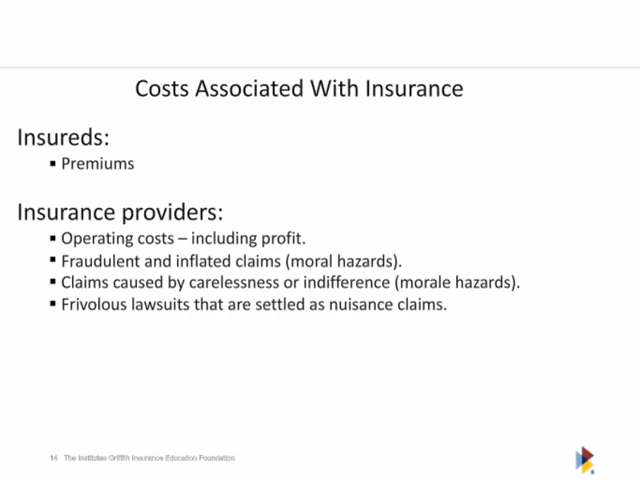 Costs Associated With Insurance
Insureds:
▪ Premiums
Insurance providers:
▪ Operating costs – including profit.
▪ Fraudulent and inflated claims (moral hazards).
▪ Claims caused by carelessness or indifference (morale hazards).
▪ Frivolous lawsuits that are settled as nuisance claims.
14 The Institutes Griffith Insurance Education Foundation